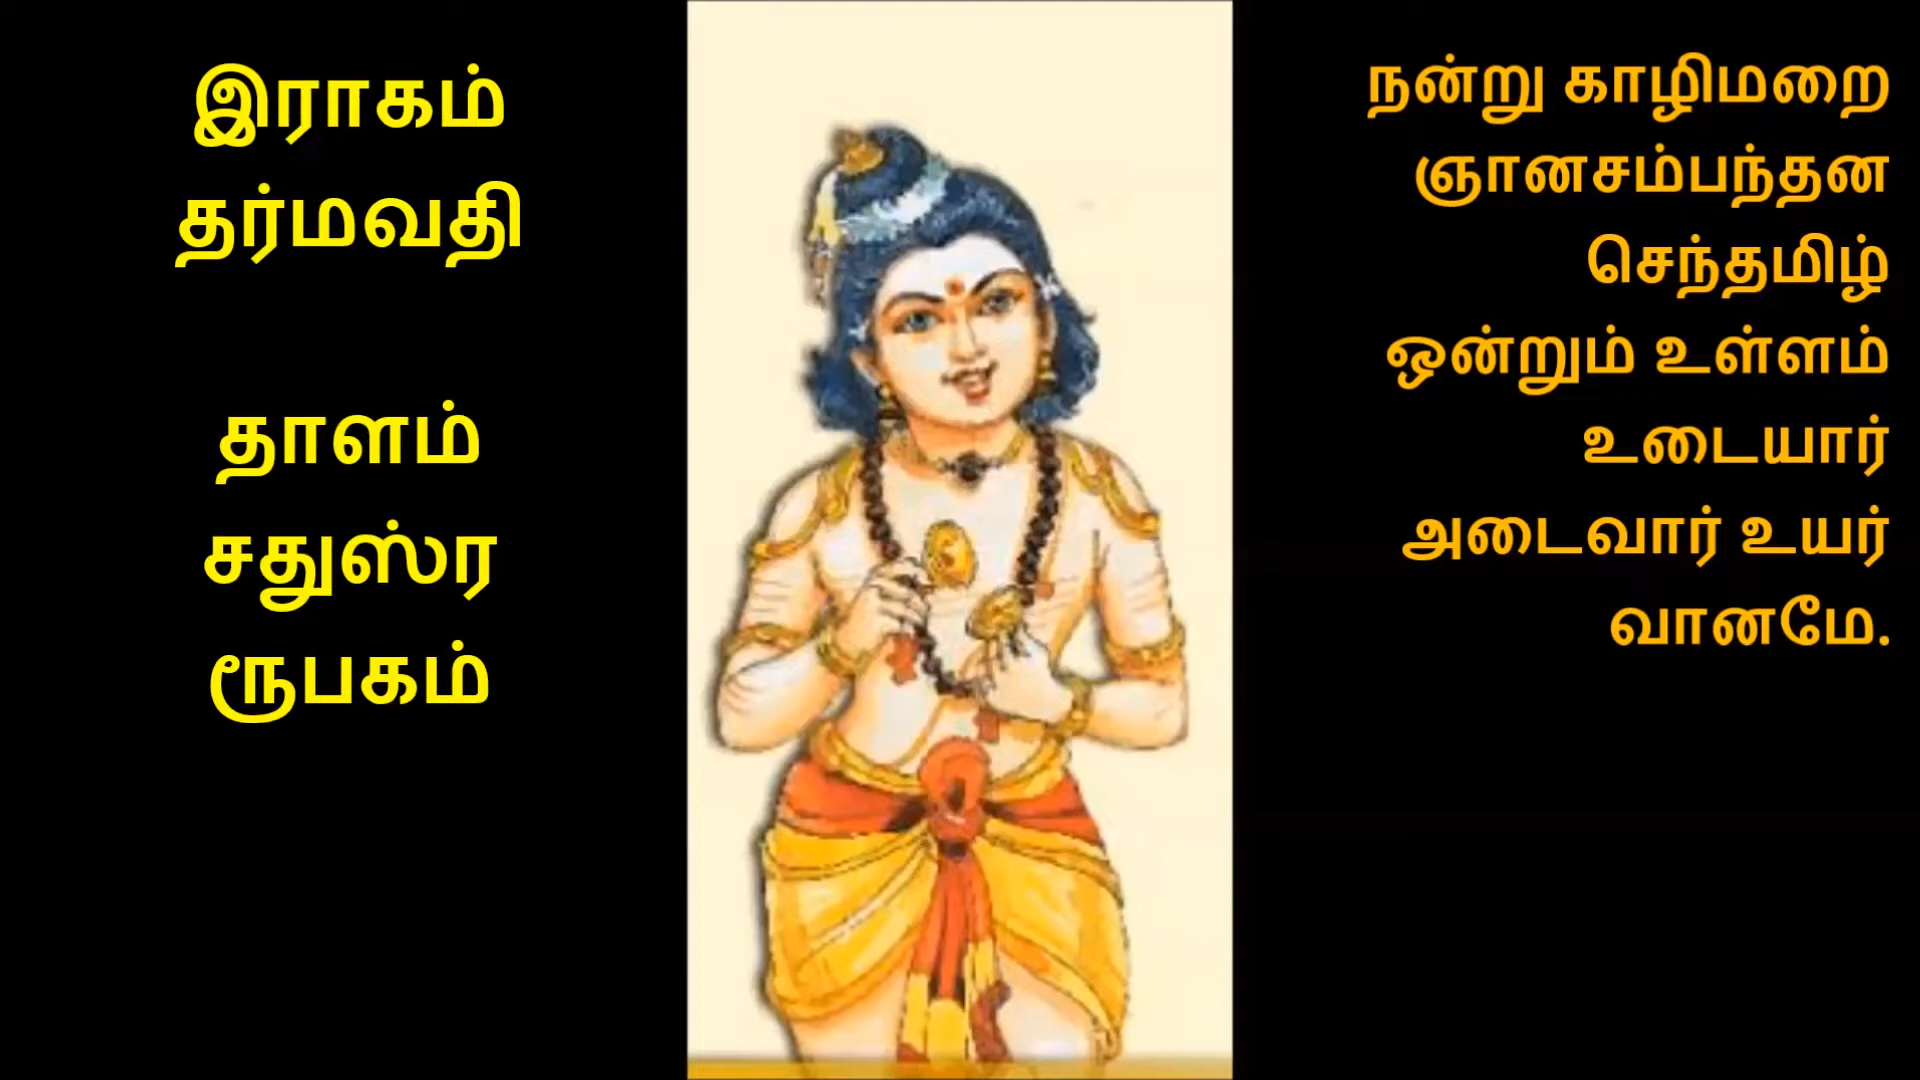 இராகம்
தர்மவதி
தாளம்
சதுஸ்ர
ரூபகம்
நன்று காழிமறை
ஞானசம்பந்தன
செந்தமிழ்
ஒன்றும் உள்ளம்
உடையார்
அடைவார் உயர்
வானமே.